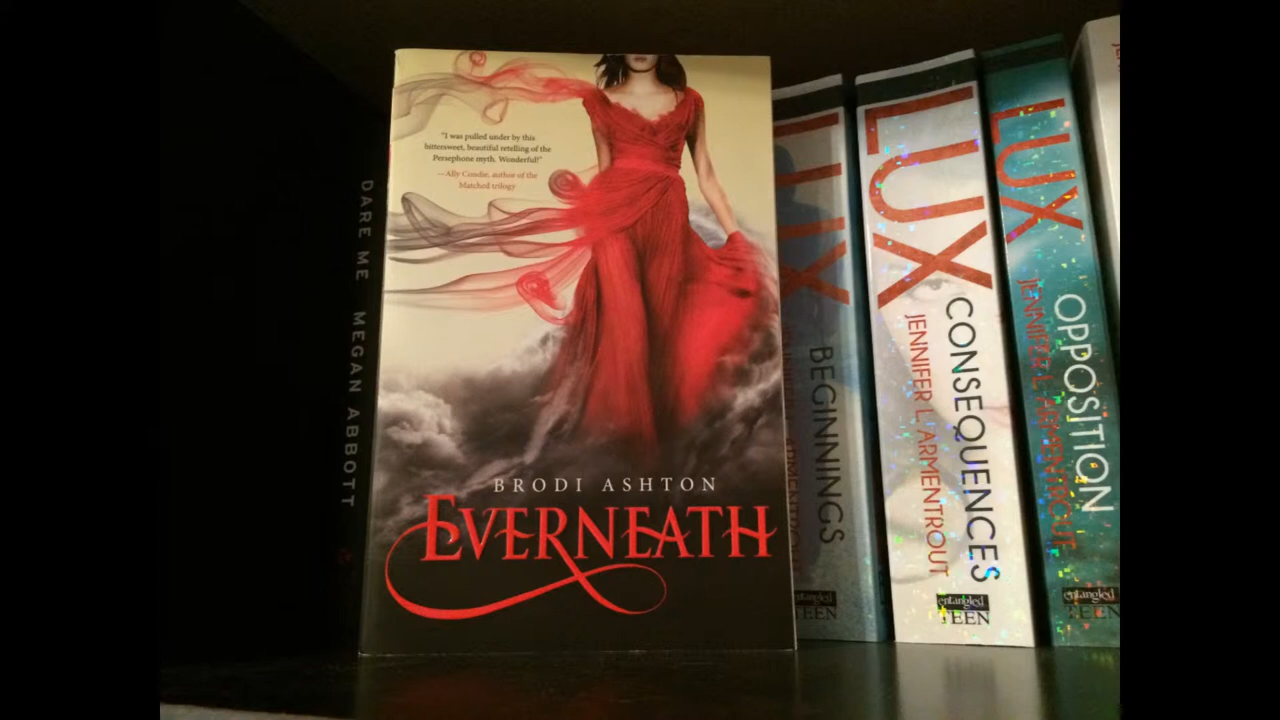 DARE ME MEGAN ABBOTT
"I was pulled under by this
bittersweet, beautiful retelling of the
Persephone myth. Wonderful!"
—Ally Condie, author of the
Matched trilogy
BRODI ASHTON
EVERNEATH
LUX
BEGINNINGS
JENNIFER L. ARMENTROUT
entangled
TEEN
LUX
CONSEQUENCES
JENNIFER L. ARMENTROUT
entangled
TEEN
LUX
OPPOSITION
JENNIFER L. ARMENTROUT
entangled
TEEN